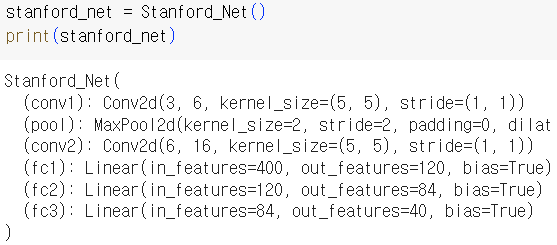 stanford_net = Stanford_Net()
print(stanford_net)
Stanford_Net(
(conv1): Conv2d(3, 6, kernel_size=(5, 5), stride=(1, 1))
(pool): MaxPool2d(kernel_size=2, stride=2, padding=0, dilat
(conv2): Conv2d(6, 16, kernel_size=(5, 5), stride=(1, 1))
(fc1): Linear(in_features=400, out_features=120, bias=True)
(fc2): Linear(in_features=120, out_features=84, bias=True)
(fc3): Linear(in_features=84, out_features=40, bias=True)
)